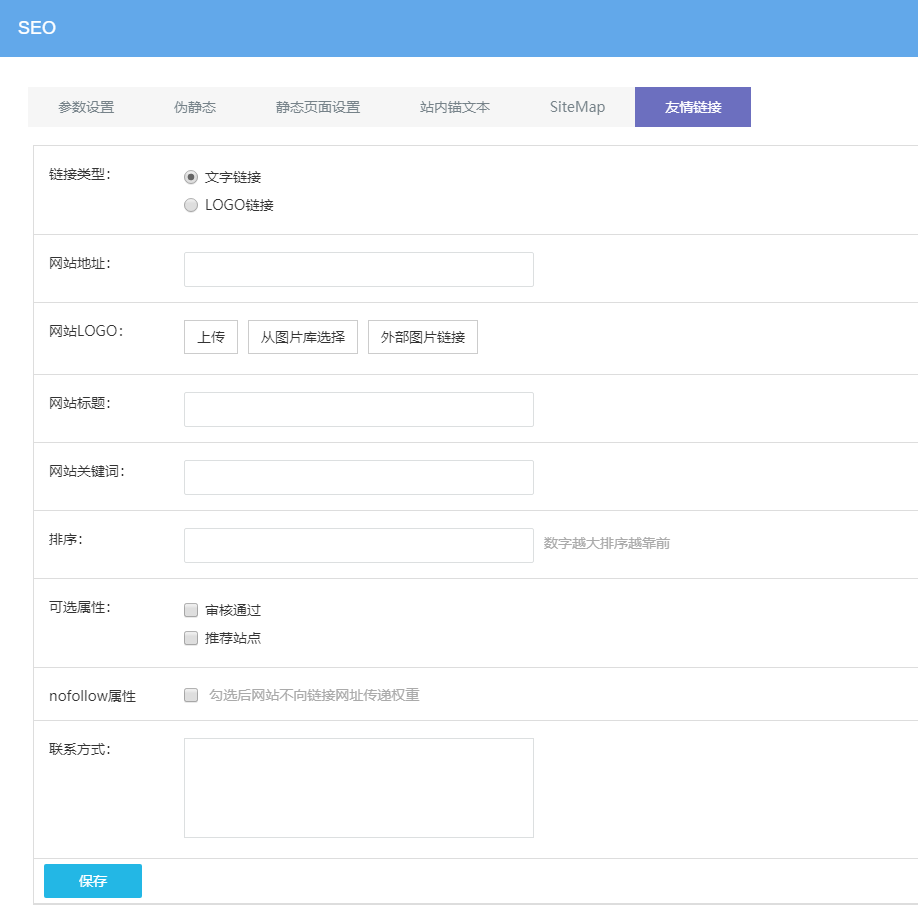 SEO
参数设置 伪静态 静态页面设置 站内锚文本 SiteMap 友情链接
链接类型： 文字链接
LOGO链接
网站地址：
网站LOGO： 上传 从图片库选择 外部图片链接
网站标题：
网站关键词：
排序： 数字越大排序越靠前
可选属性： 审核通过
推荐站点
nofollow属性 勾选后网站不向链接网址传递权重
联系方式：
保存